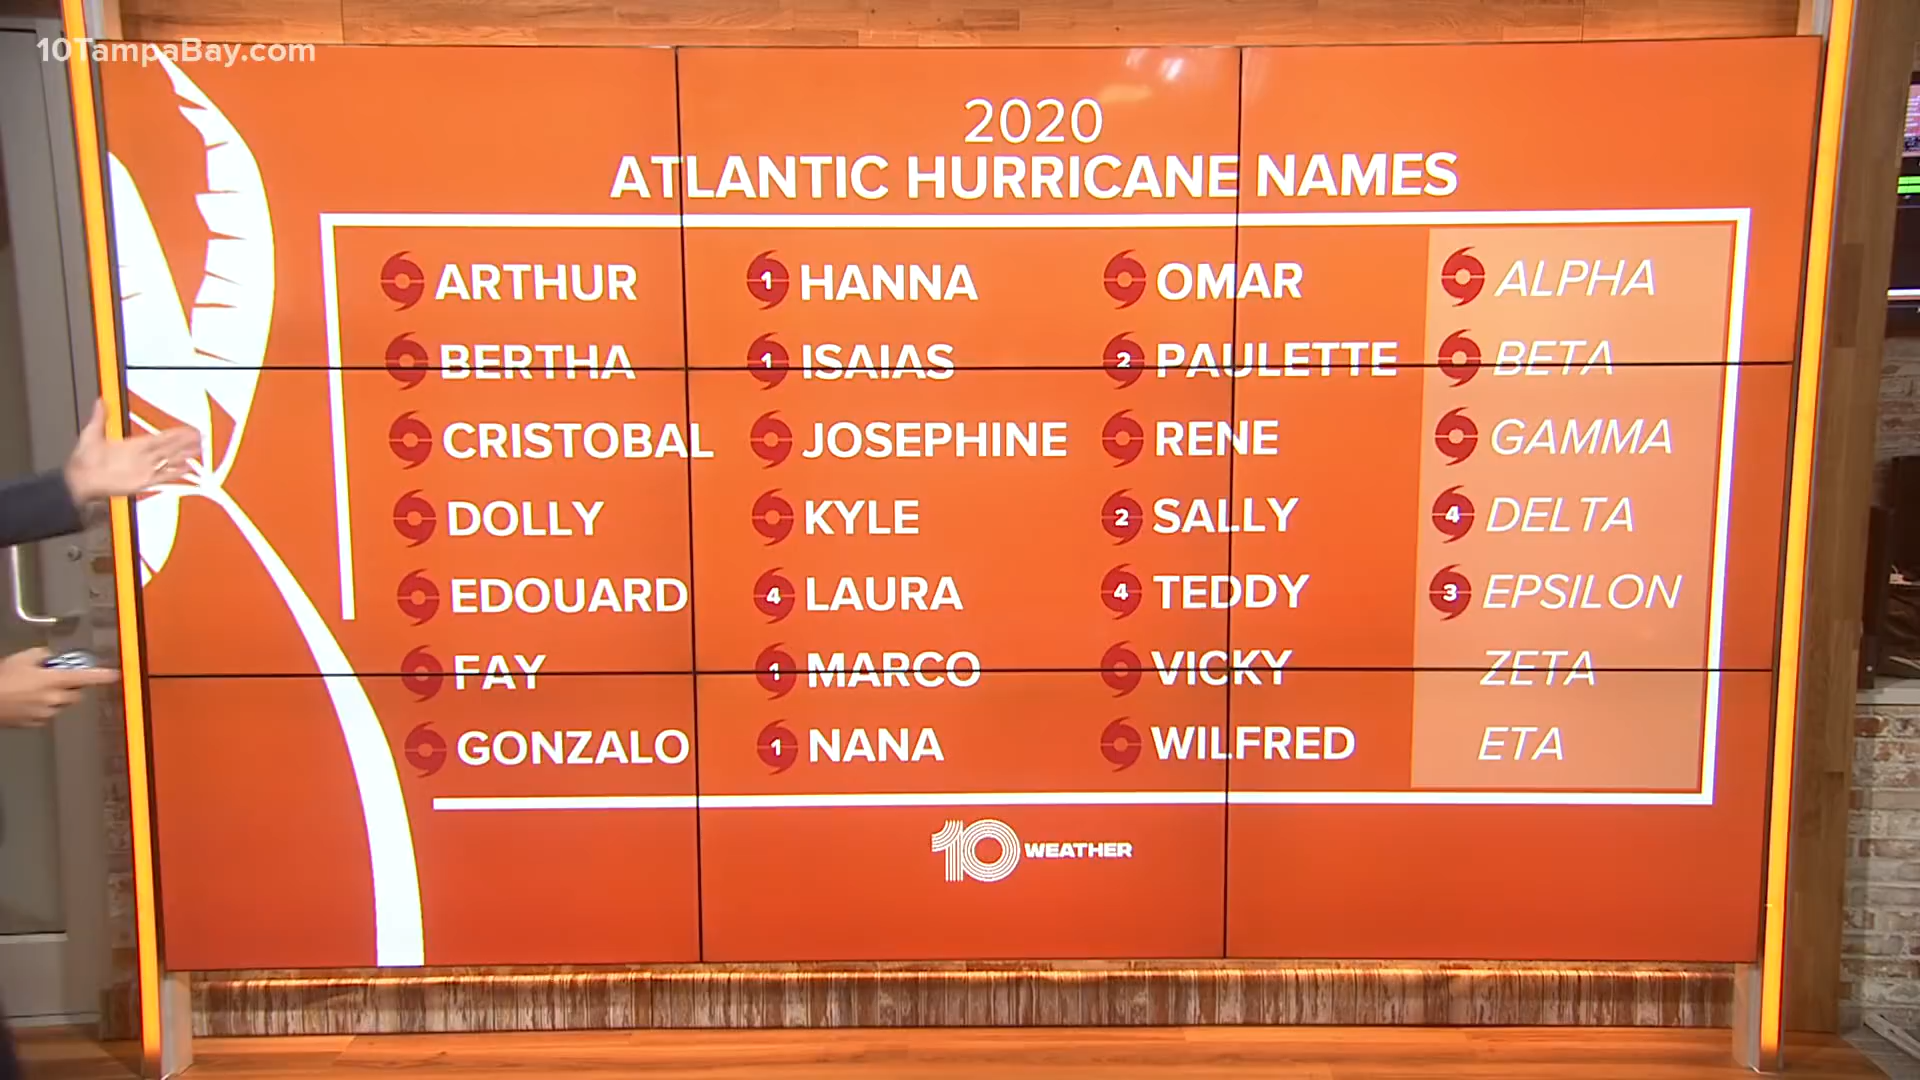 10TampaBay.com
2020
ATLANTIC HURRICANE NAMES
ARTHUR
BERTHA
CRISTOBAL
DOLLY
EDOUARD
FAY
GONZALO
1 HANNA
1 ISAIAS
JOSEPHINE
KYLE
4 LAURA
1 MARCO
1 NANA
OMAR
2 PAULETTE
RENE
2 SALLY
4 TEDDY
VICKY
WILFRED
ALPHA
BETA
GAMMA
4 DELTA
3 EPSILON
ZETA
ETA
10 WEATHER